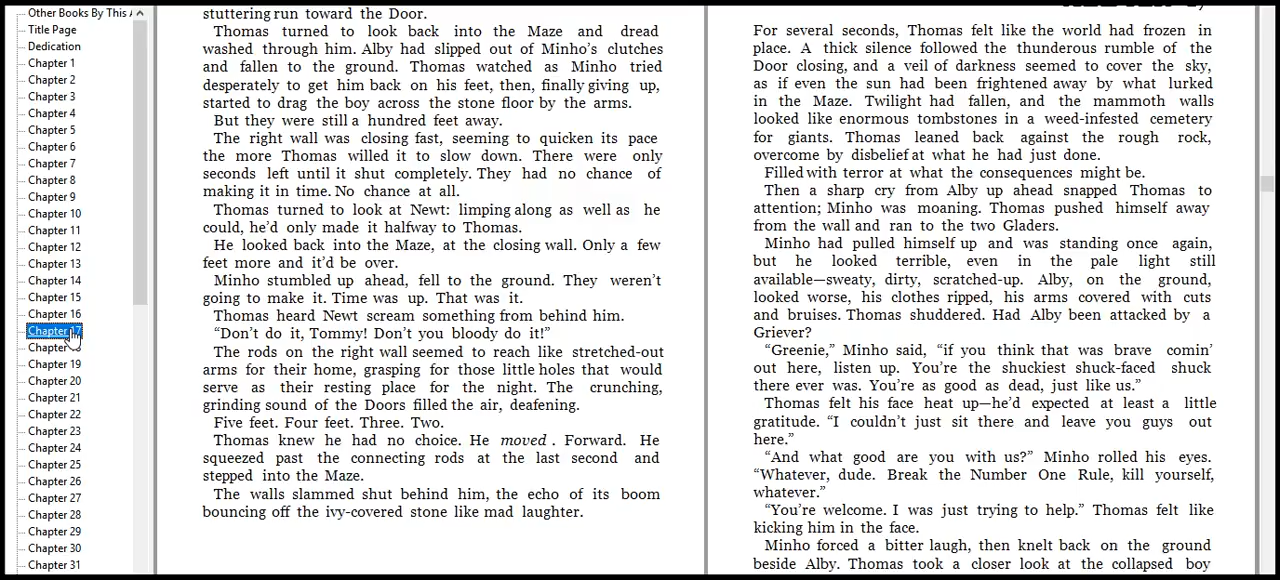 Other Books By This A
Title Page
Dedication
Chapter 1
Chapter 2
Chapter 3
Chapter 4
Chapter 5
Chapter 6
Chapter 7
Chapter 8
Chapter 9
Chapter 10
Chapter 11
Chapter 12
Chapter 13
Chapter 14
Chapter 15
Chapter 16
Chapter 17
Chapter
Chapter 19
Chapter 20
Chapter 21
Chapter 22
Chapter 23
Chapter 24
Chapter 25
Chapter 26
Chapter 27
Chapter 28
Chapter 29
Chapter 30
Chapter 31
stuttering run toward the Door.
Thomas turned to look back into the Maze and dread
washed through him. Alby had slipped out of Minho’s clutches
and fallen to the ground. Thomas watched as Minho tried
desperately to get him back on his feet, then, finally giving up,
started to drag the boy across the stone floor by the arms.
But they were still a hundred feet away.
The right wall was closing fast, seeming to quicken its pace
the more Thomas willed it to slow down. There were only
seconds left until it shut completely. They had no chance of
making it in time. No chance at all.
Thomas turned to look at Newt: limping along as well as he
could, he’d only made it halfway to Thomas.
He looked back into the Maze, at the closing wall. Only a few
feet more and it’d be over.
Minho stumbled up ahead, fell to the ground. They weren’t
going to make it. Time was up. That was it.
Thomas heard Newt scream something from behind him.
“Don’t do it, Tommy! Don’t you bloody do it!”
The rods on the right wall seemed to reach like stretched-out
arms for their home, grasping for those little holes that would
serve as their resting place for the night. The crunching,
grinding sound of the Doors filled the air, deafening.
Five feet. Four feet. Three. Two.
Thomas knew he had no choice. He moved . Forward. He
squeezed past the connecting rods at the last second and
stepped into the Maze.
The walls slammed shut behind him, the echo of its boom
bouncing off the ivy-covered stone like mad laughter.
For several seconds, Thomas felt like the world had frozen in
place. A thick silence followed the thunderous rumble of the
Door closing, and a veil of darkness seemed to cover the sky,
as if even the sun had been frightened away by what lurked
in the Maze. Twilight had fallen, and the mammoth walls
looked like enormous tombstones in a weed-infested cemetery
for giants. Thomas leaned back against the rough rock,
overcome by disbelief at what he had just done.
Filled with terror at what the consequences might be.
Then a sharp cry from Alby up ahead snapped Thomas to
attention; Minho was moaning. Thomas pushed himself away
from the wall and ran to the two Gladers.
Minho had pulled himself up and was standing once again,
but he looked terrible, even in the pale light still
available—sweaty, dirty, scratched-up. Alby, on the ground,
looked worse, his clothes ripped, his arms covered with cuts
and bruises. Thomas shuddered. Had Alby been attacked by a
Griever?
“Greenie,” Minho said, “if you think that was brave comin’
out here, listen up. You’re the shuckiest shuck-faced shuck
there ever was. You’re as good as dead, just like us.”
Thomas felt his face heat up—he’d expected at least a little
gratitude. “I couldn’t just sit there and leave you guys out
here.”
“And what good are you with us?” Minho rolled his eyes.
“Whatever, dude. Break the Number One Rule, kill yourself,
whatever.”
“You’re welcome. I was just trying to help.” Thomas felt like
kicking him in the face.
Minho forced a bitter laugh, then knelt back on the ground
beside Alby. Thomas took a closer look at the collapsed boy